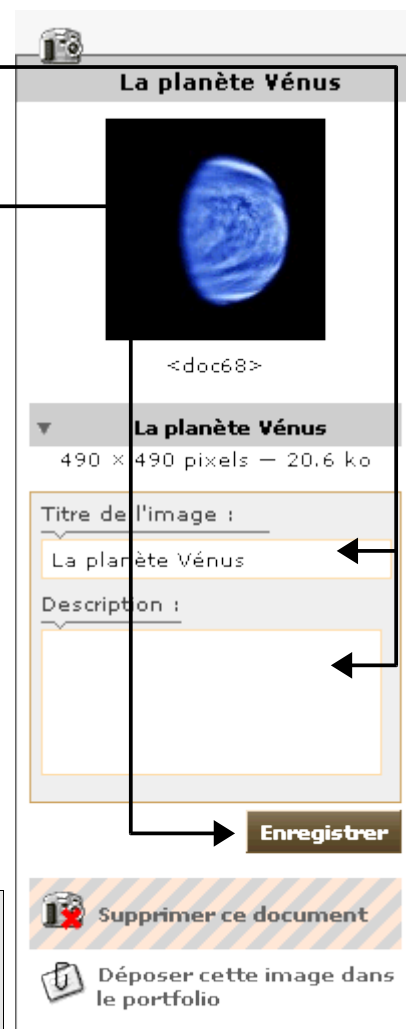 La planète Vénus
<doc68>
La planète Vénus
490 × 490 pixels — 20.6 ko
Titre de l'image :
La planète Vénus
Description :
Enregistrer
Supprimer ce document
Déposer cette image dans
le portfolio